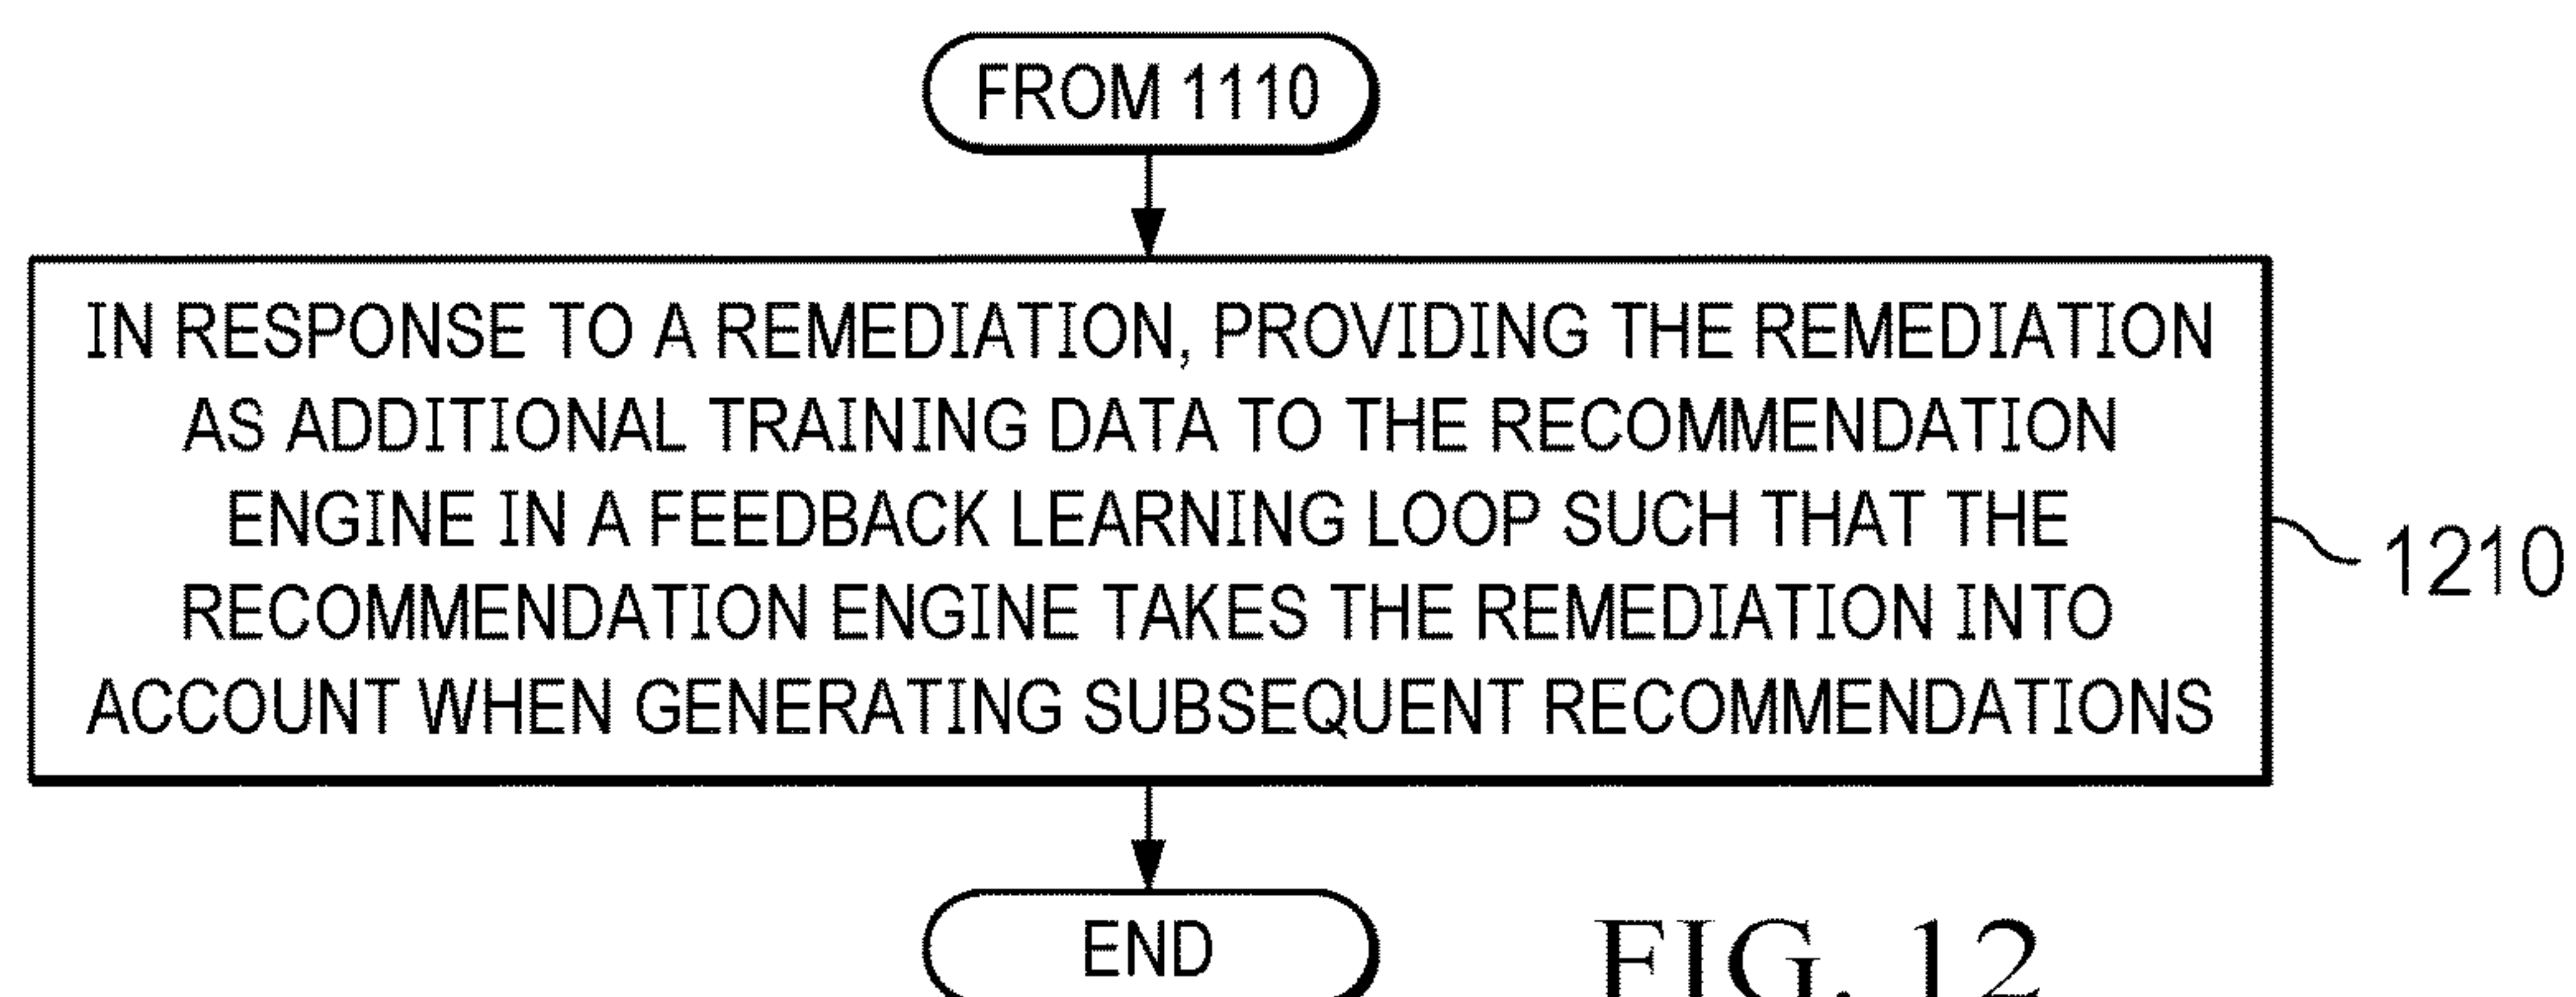 FROM 1110
IN RESPONSE TO A REMEDIATION, PROVIDING THE REMEDIATION
AS ADDITIONAL TRAINING DATA TO THE RECOMMENDATION
ENGINE IN A FEEDBACK LEARNING LOOP SUCH THAT THE
RECOMMENDATION ENGINE TAKES THE REMEDIATION INTO
ACCOUNT WHEN GENERATING SUBSEQUENT RECOMMENDATIONS
1210
END
FIG. 12